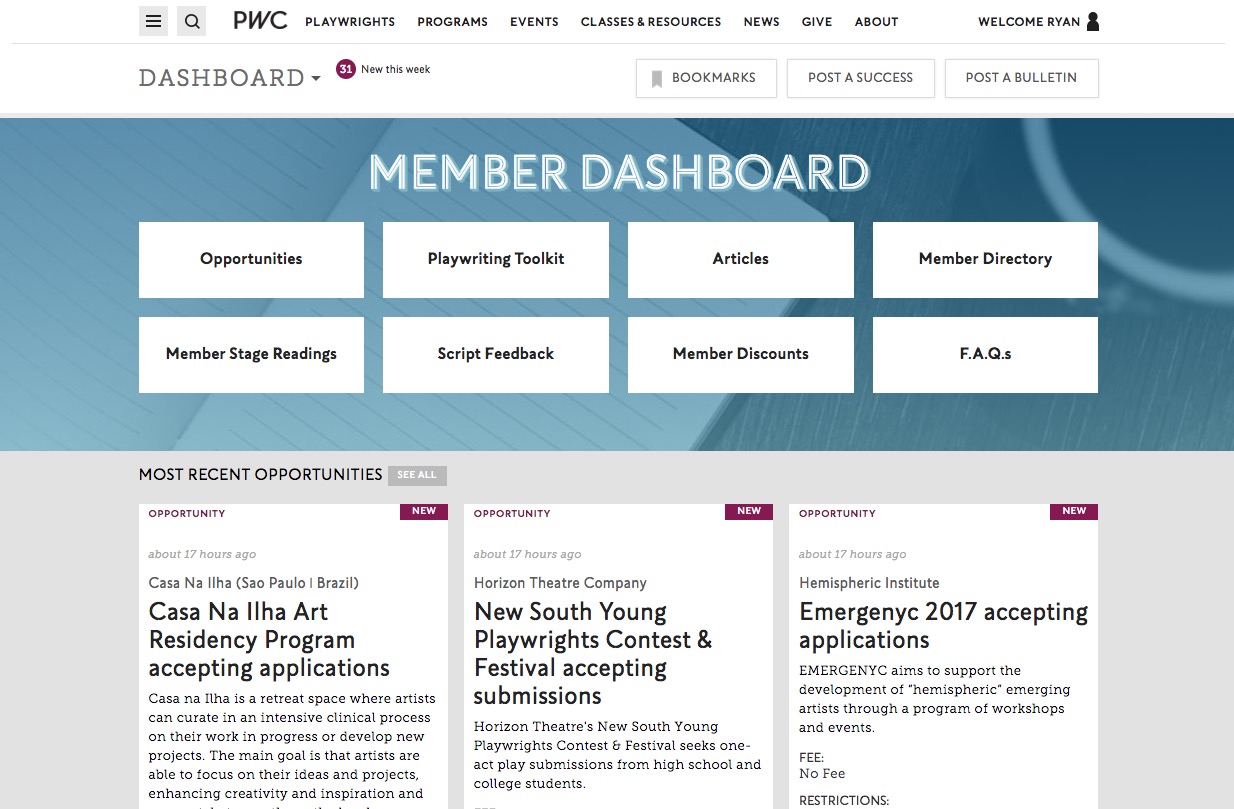 PWC PLAYWRIGHTS PROGRAMS EVENTS CLASSES & RESOURCES NEWS GIVE ABOUT WELCOME RYAN
DASHBOARD 31 New this week BOOKMARKS POST A SUCCESS POST A BULLETIN
MEMBER DASHBOARD
Opportunities Playwriting Toolkit Articles Member Directory
Member Stage Readings Script Feedback Member Discounts F.A.Q.s
MOST RECENT OPPORTUNITIES SEE ALL
OPPORTUNITY NEW
about 17 hours ago
Casa Na Ilha (Sao Paulo | Brazil)
Casa Na Ilha Art
Residency Program
accepting applications
Casa na Ilha is a retreat space where artists
can curate in an intensive clinical process
on their work in progress or develop new
projects. The main goal is that artists are
able to focus on their ideas and projects,
enhancing creativity and inspiration and
OPPORTUNITY NEW
about 17 hours ago
Horizon Theatre Company
New South Young
Playwrights Contest &
Festival accepting
submissions
Horizon Theatre's New South Young
Playwrights Contest & Festival seeks one-
act play submissions from high school and
college students.
OPPORTUNITY NEW
about 17 hours ago
Hemispheric Institute
Emergenyc 2017 accepting
applications
EMERGENYC aims to support the
development of “hemispheric” emerging
artists through a program of workshops
and events.
FEE:
No Fee
RESTRICTIONS: